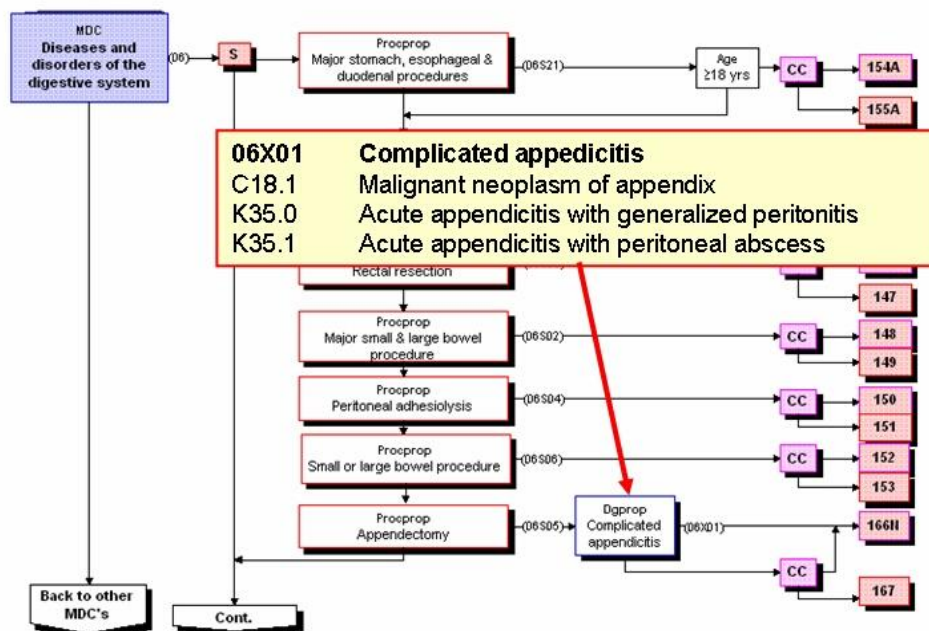 MDC
Diseases and
disorders of the
digestive system
(06)
S
Procprop
Major stomach, esophageal &
duodenal procedures
(06S21)
Age
≥18 yrs
CC
154A
155A
06X01 Complicated appedicitis
C18.1 Malignant neoplasm of appendix
K35.0 Acute appendicitis with generalized peritonitis
K35.1 Acute appendicitis with peritoneal abscess
Rectal resection
147
Procprop
Major small & large bowel
procedure
(06S02)
CC
148
149
Procprop
Peritoneal adhesiolysis
(06S04)
CC
150
151
Procprop
Small or large bowel procedure
(06S06)
CC
152
153
Procprop
Appendectomy
(06S05)
Dgprop
Complicated
appendicitis
(06X01)
166N
CC
167
Back to other
MDC's
Cont.